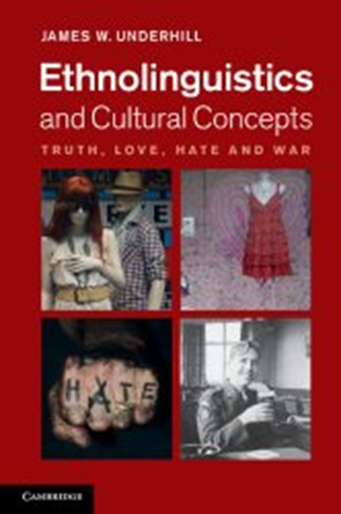 JAMES W. UNDERHILL
Ethnolinguistics
and Cultural Concepts
TRUTH, LOVE, HATE AND WAR
HATE
CAMBRIDGE